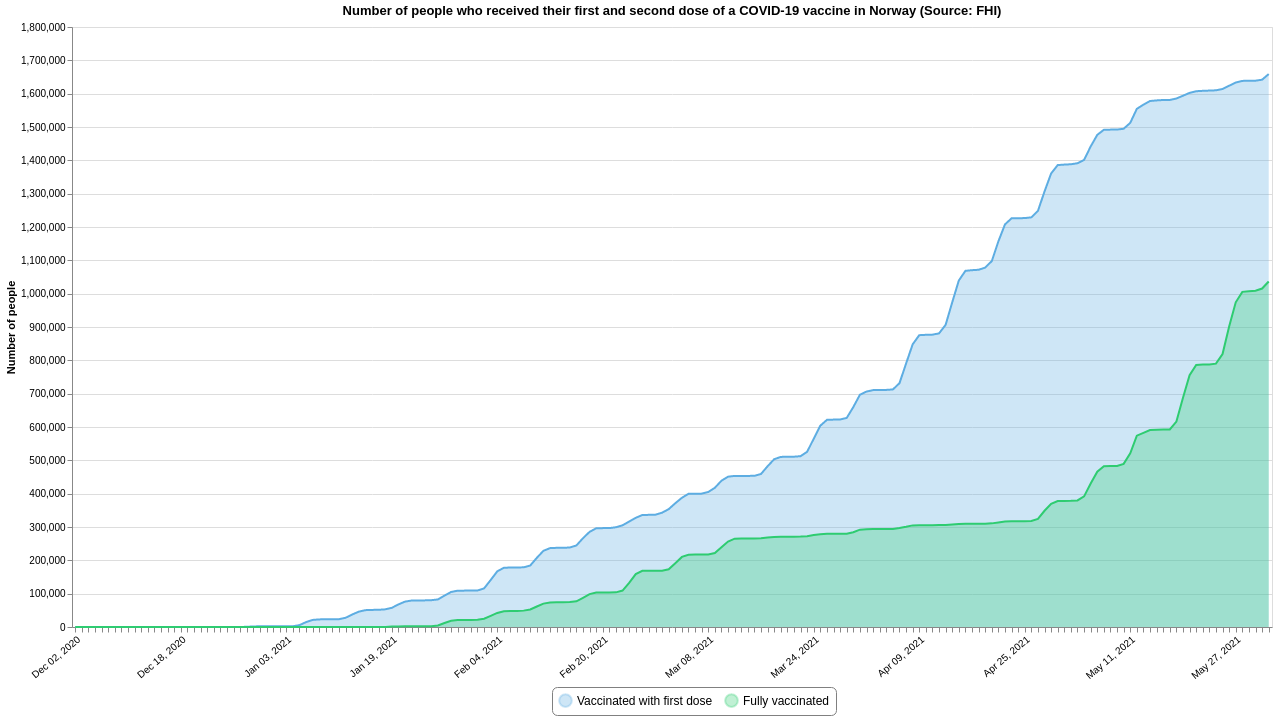 Number of people who received their first and second dose of a COVID-19 vaccine in Norway (Source: FHI)
Number of people
1,800,000
1,700,000
1,600,000
1,500,000
1,400,000
1,300,000
1,200,000
1,100,000
1,000,000
900,000
800,000
700,000
600,000
500,000
400,000
300,000
200,000
100,000
0
Dec 02, 2020
Dec 18, 2020
Jan 03, 2021
Jan 19, 2021
Feb 04, 2021
Feb 20, 2021
Mar 08, 2021
Mar 24, 2021
Apr 09, 2021
Apr 25, 2021
May 11, 2021
May 27, 2021
Vaccinated with first dose
Fully vaccinated